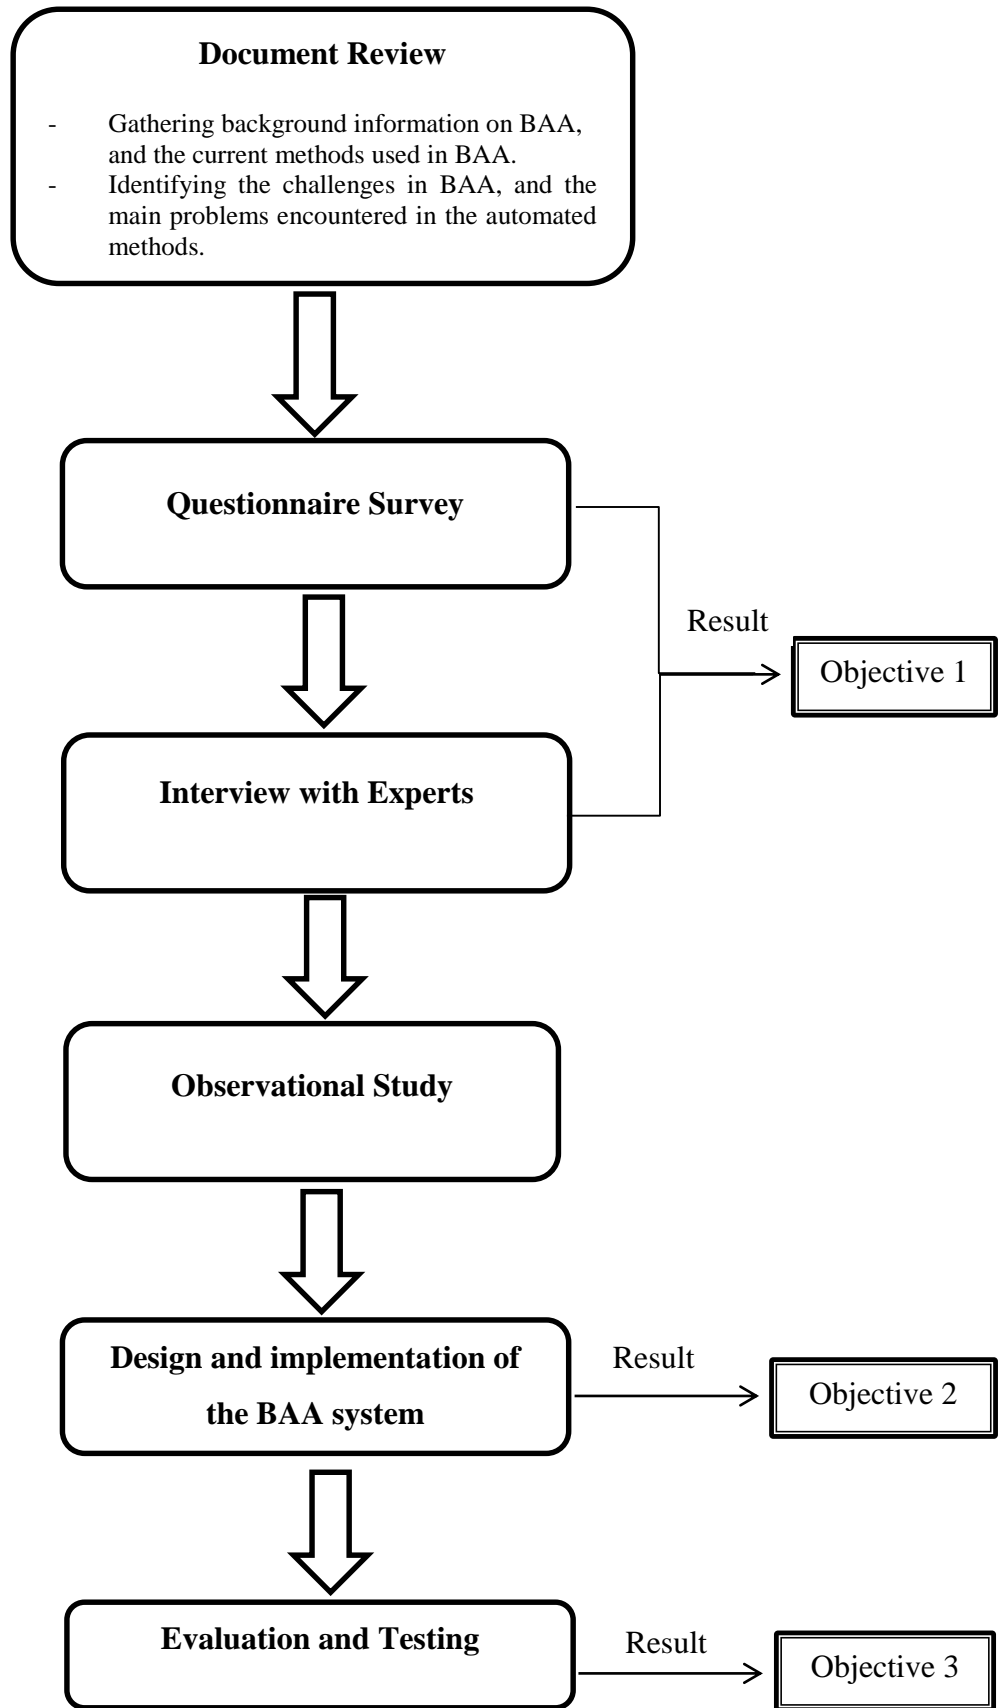 Document Review
- Gathering background information on BAA,
and the current methods used in BAA.
- Identifying the challenges in BAA, and the
main problems encountered in the automated
methods.
Questionnaire Survey
Result
Objective 1
Interview with Experts
Observational Study
Design and implementation of
the BAA system
Result
Objective 2
Evaluation and Testing
Result
Objective 3